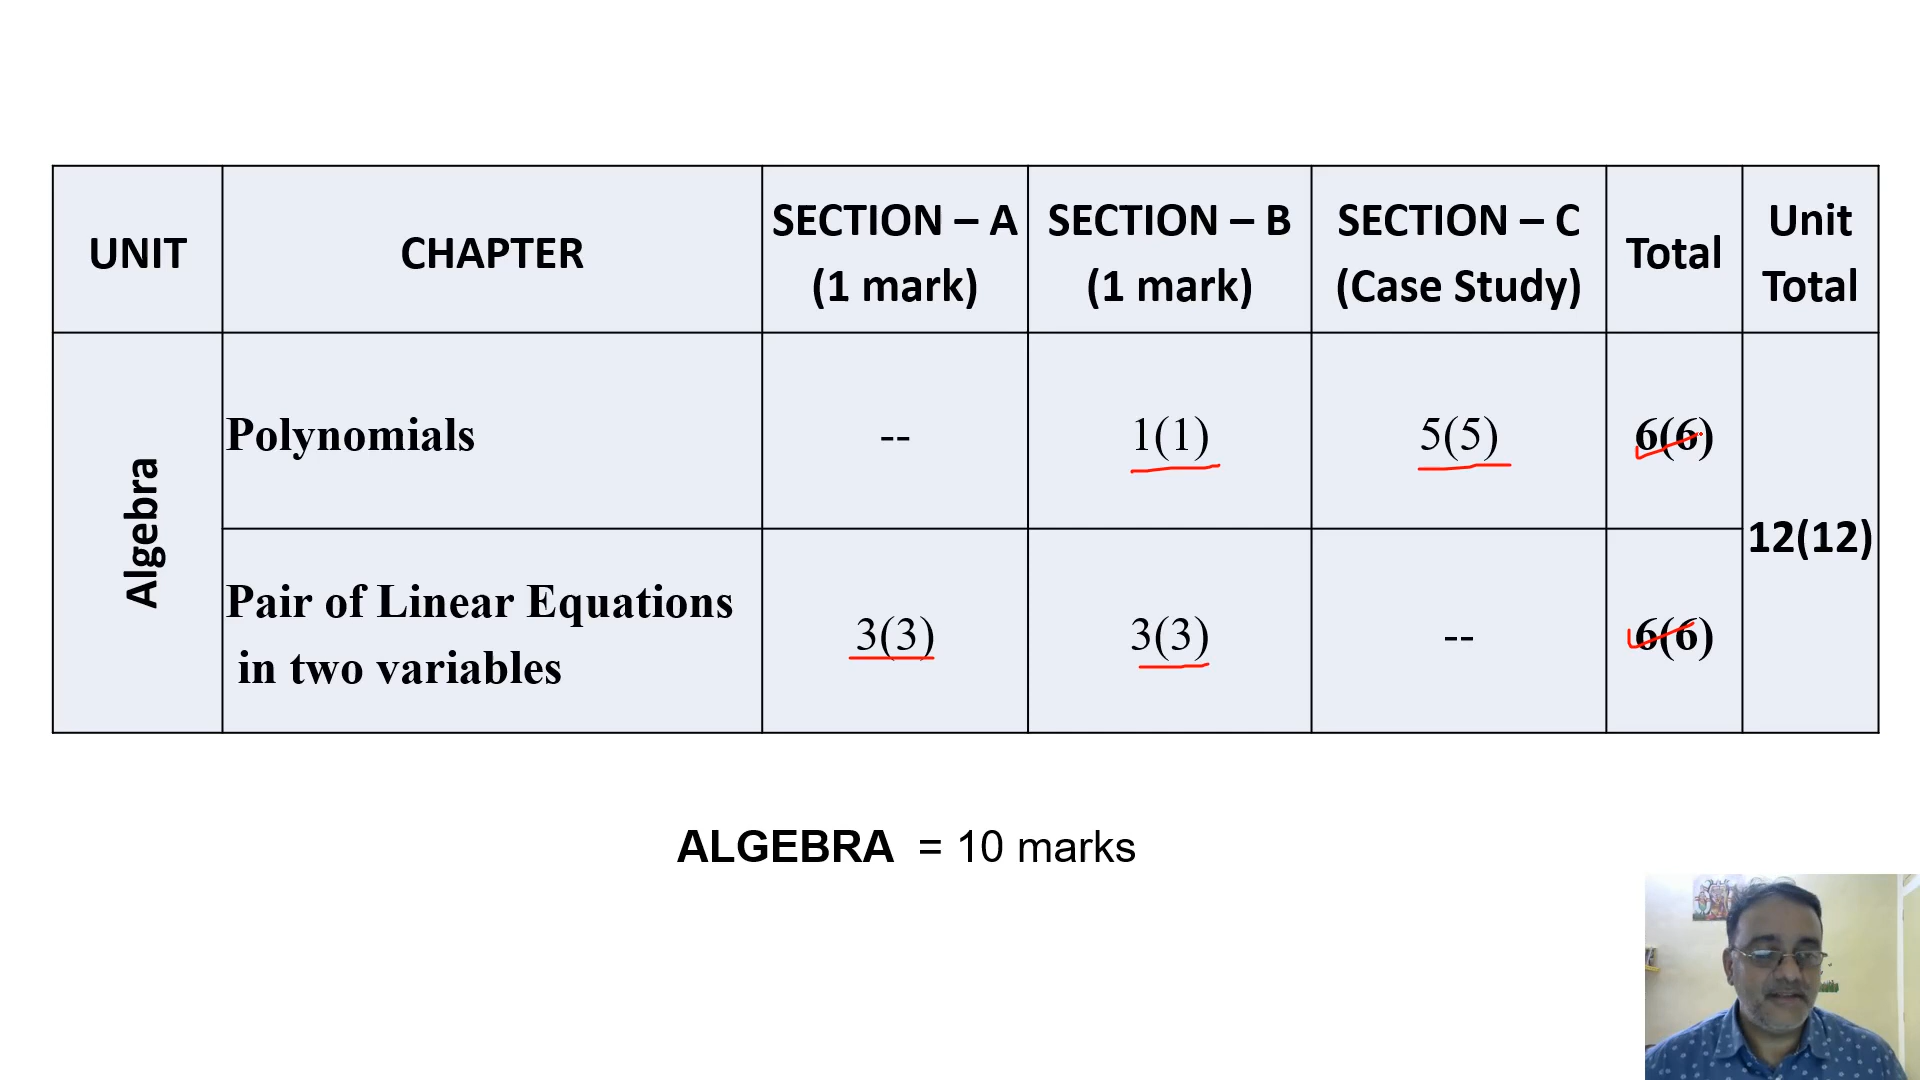 UNIT
CHAPTER
SECTION – A
(1 mark)
SECTION – B
(1 mark)
SECTION – C
(Case Study)
Total
Unit
Total
Algebra
Polynomials
--
1(1)
5(5)
6(6)
12(12)
Pair of Linear Equations
in two variables
3(3)
3(3)
--
6(6)
ALGEBRA = 10 marks